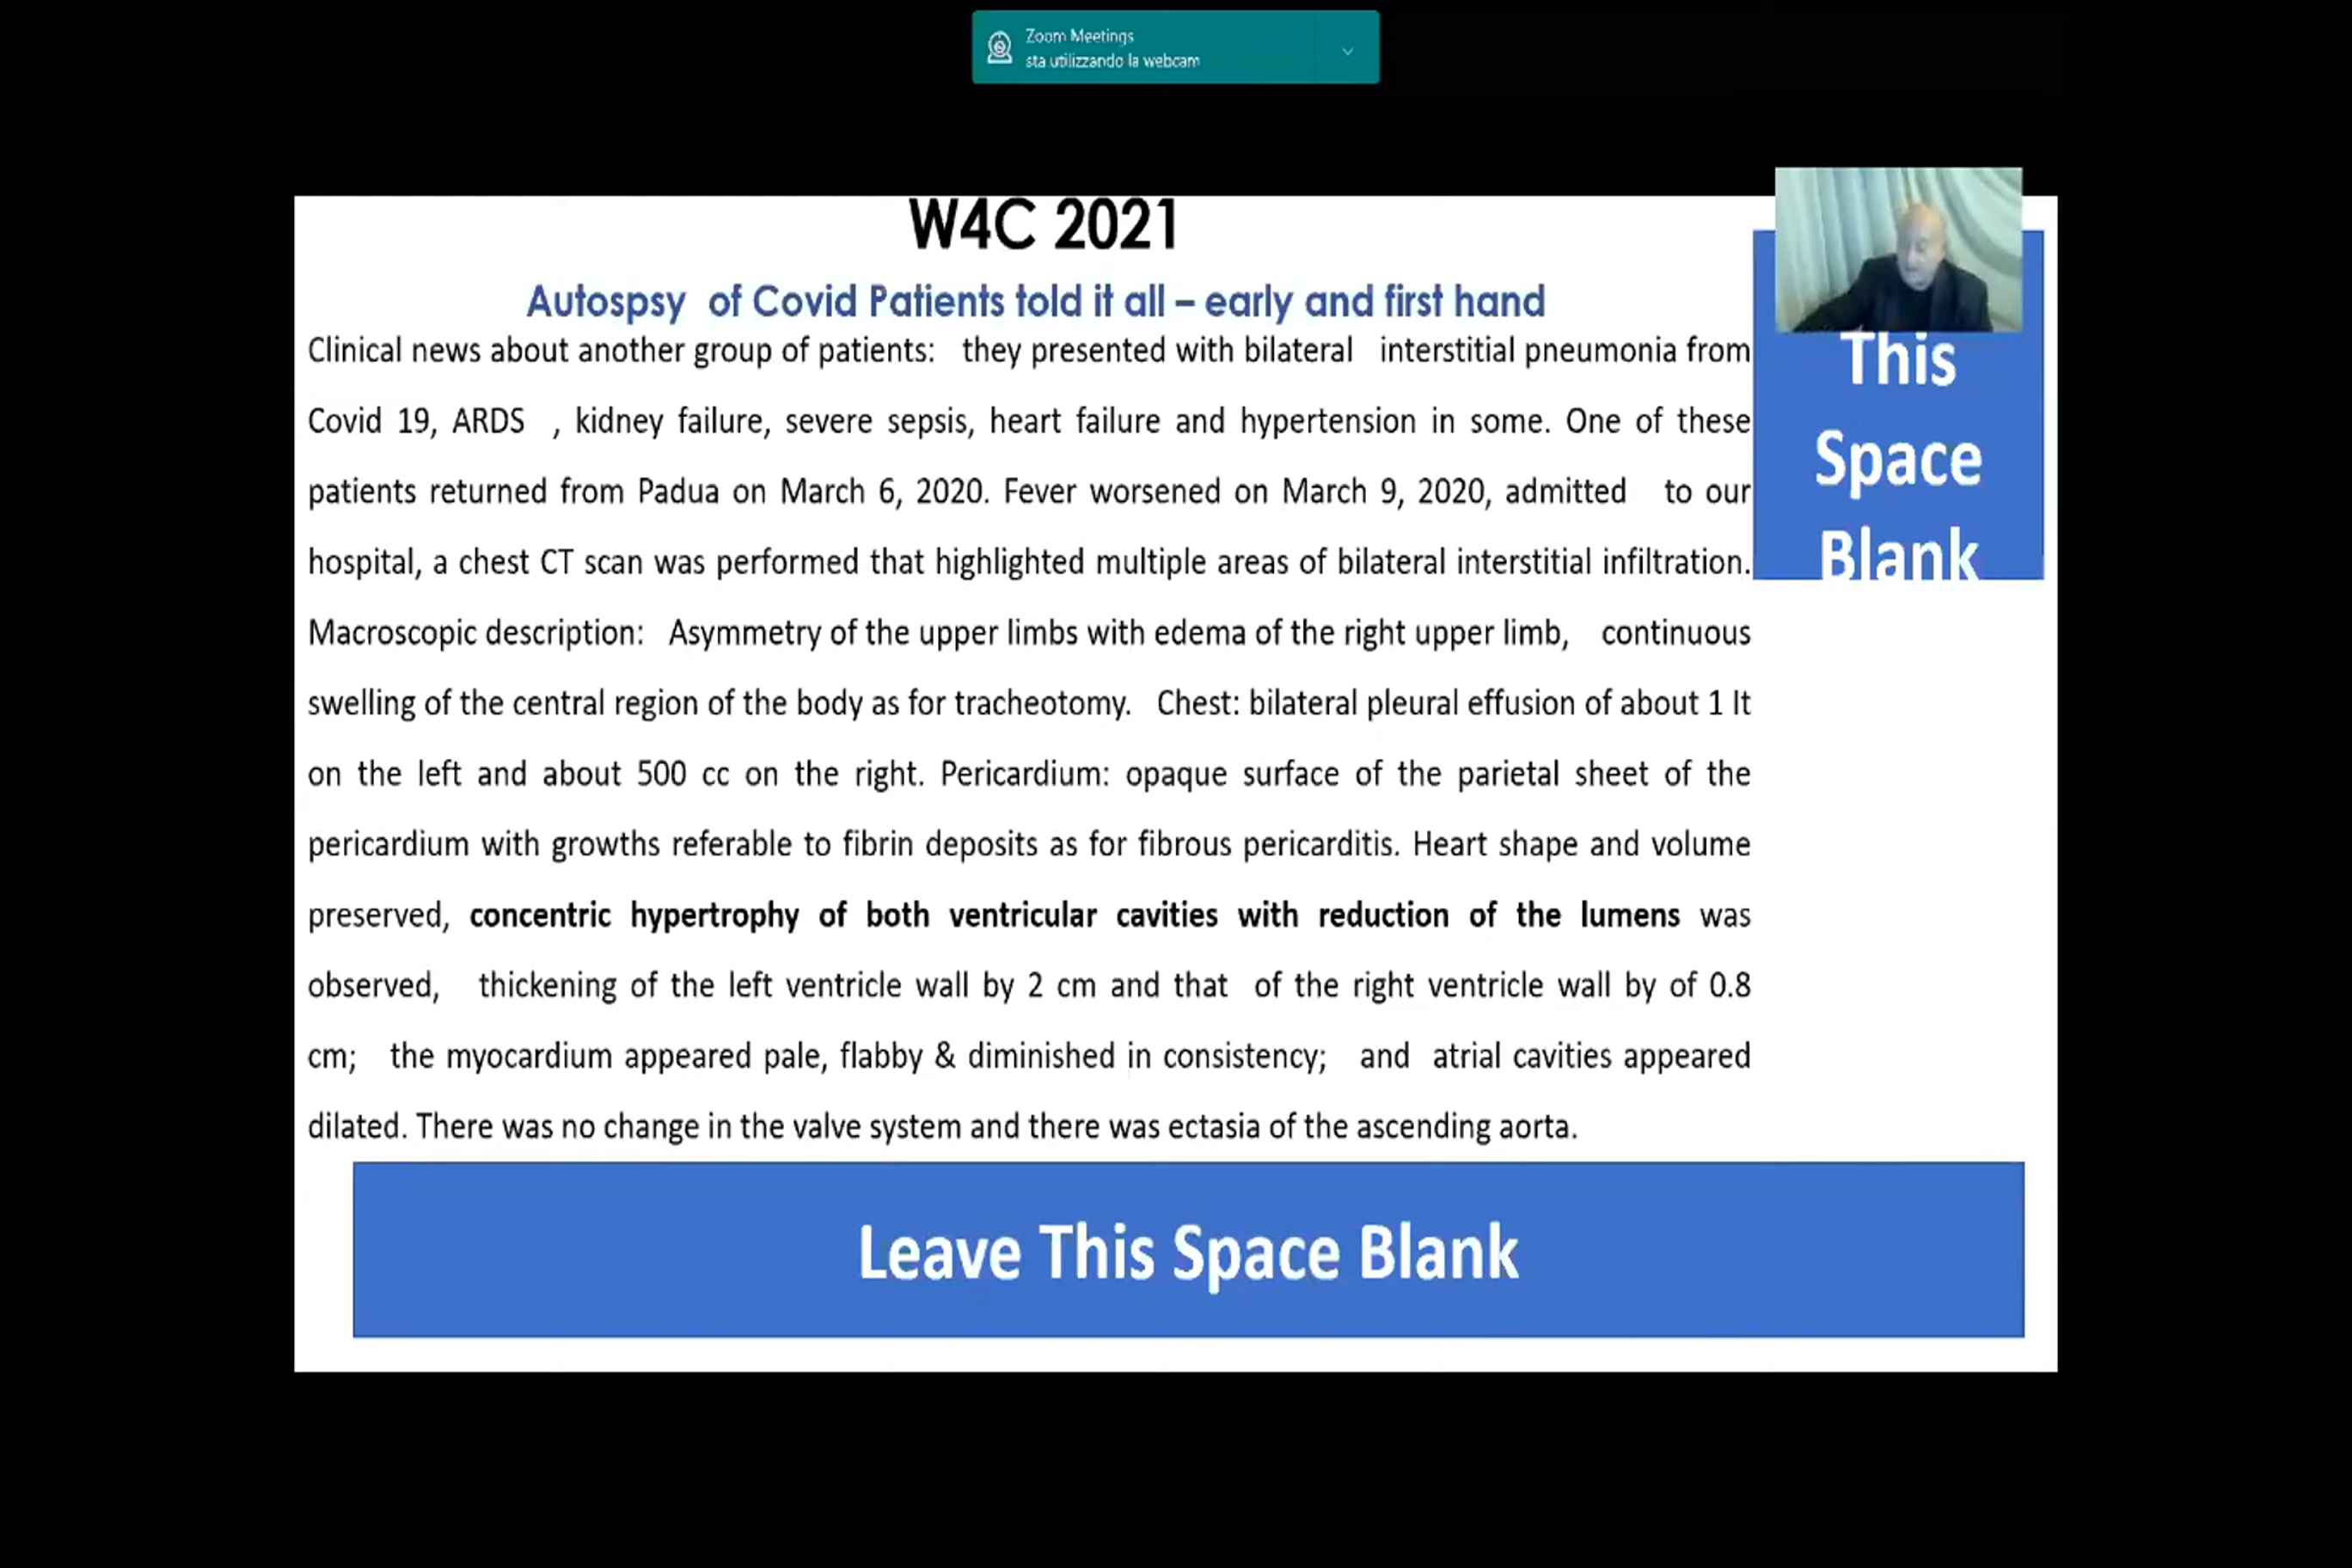 Zoom Meetings
sta utilizzando la webcam
W4C 2021
Autospsy of Covid Patients told it all – early and first hand
Clinical news about another group of patients: they presented with bilateral interstitial pneumonia from
Covid 19, ARDS , kidney failure, severe sepsis, heart failure and hypertension in some. One of these
patients returned from Padua on March 6, 2020. Fever worsened on March 9, 2020, admitted to our
hospital, a chest CT scan was performed that highlighted multiple areas of bilateral interstitial infiltration.
Macroscopic description: Asymmetry of the upper limbs with edema of the right upper limb, continuous
swelling of the central region of the body as for tracheotomy. Chest: bilateral pleural effusion of about 1 lt
on the left and about 500 cc on the right. Pericardium: opaque surface of the parietal sheet of the
pericardium with growths referable to fibrin deposits as for fibrous pericarditis. Heart shape and volume
preserved, concentric hypertrophy of both ventricular cavities with reduction of the lumens was
observed, thickening of the left ventricle wall by 2 cm and that of the right ventricle wall by of 0.8
cm; the myocardium appeared pale, flabby & diminished in consistency; and atrial cavities appeared
dilated. There was no change in the valve system and there was ectasia of the ascending aorta.
This
Space
Blank
Leave This Space Blank